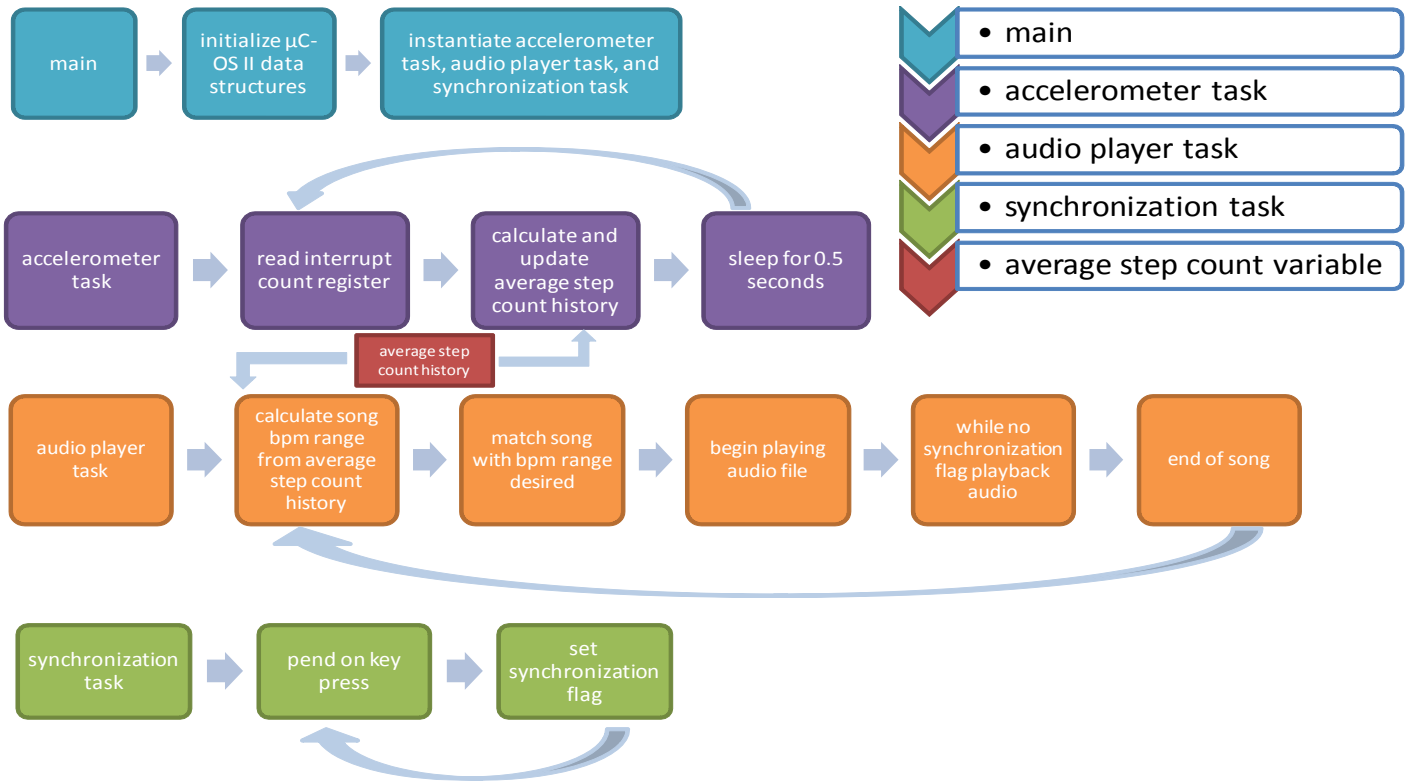 main
initialize µC-
OS II data
structures
instantiate accelerometer
task, audio player task, and
synchronization task
• main
• accelerometer task
• audio player task
• synchronization task
• average step count variable
accelerometer
task
read interrupt
count register
calculate and
update
average step
count history
sleep for 0.5
seconds
average step
count history
audio player
task
calculate song
bpm range
from average
step count
history
match song
with bpm range
desired
begin playing
audio file
while no
synchronization
flag playback
audio
end of song
synchronization
task
pend on key
press
set
synchronization
flag